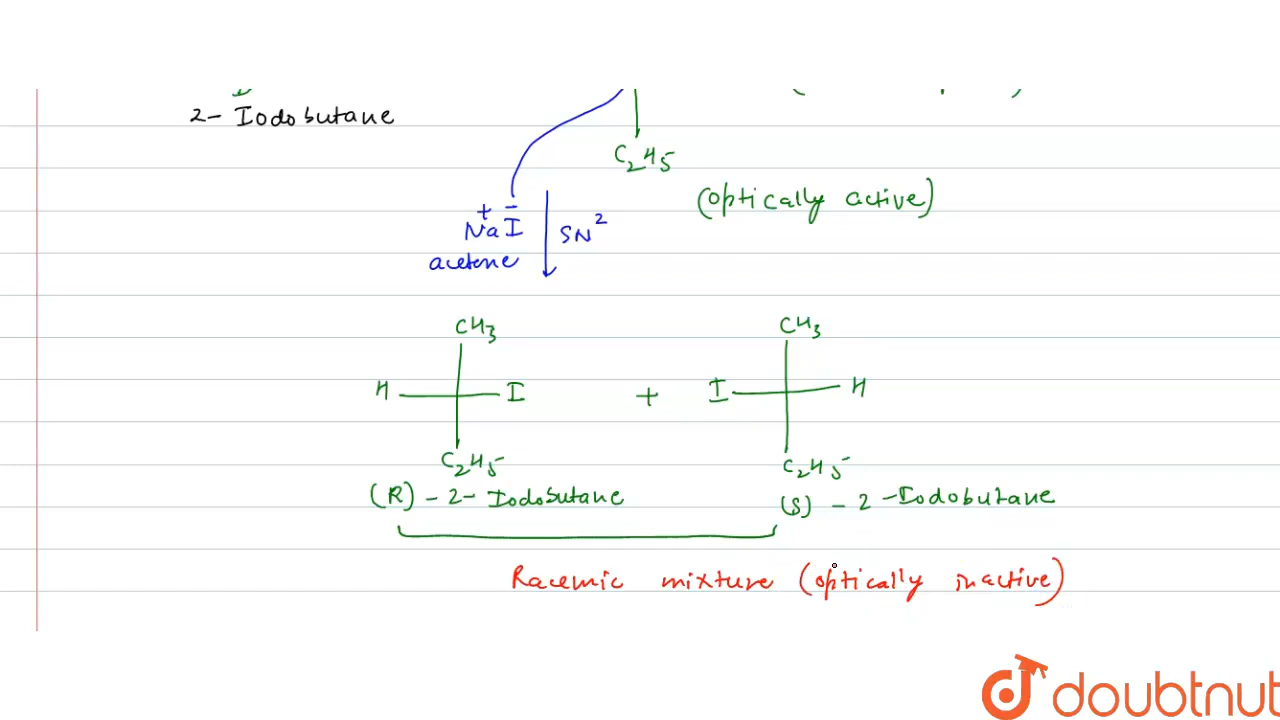 2- Iodobutane
C2H5
(optically active)
+ -
NaI
SN2
acetone
CH3 CH3
H I + I H
C2H5 C2H5
(R) - 2- Iodobutane (S) - 2 -Iodobutane
Racemic mixture (optically inactive)
doubtnut